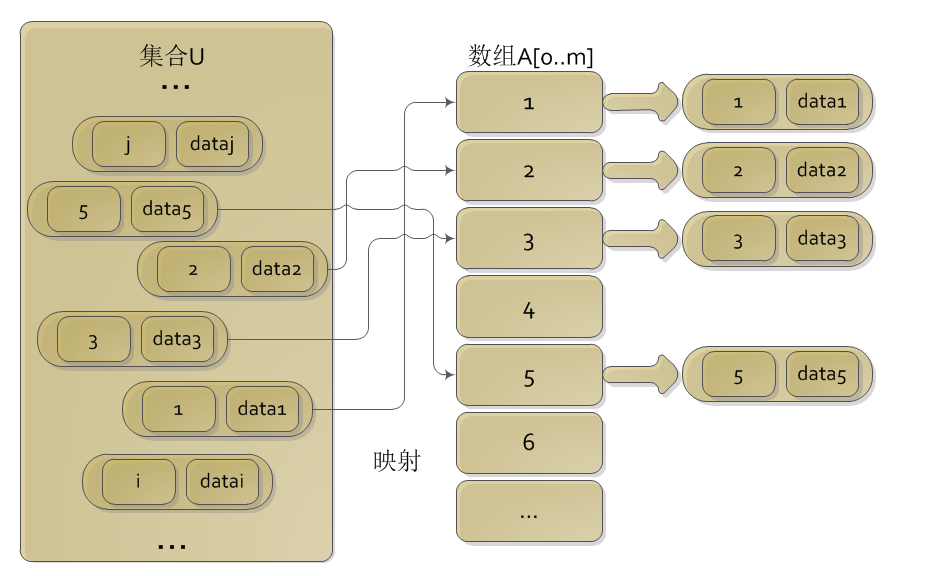 集合U
...
j dataj
5 data5
2 data2
3 data3
1 data1
i datai
...
映射
数组A[0..m]
1
2
3
4
5
6
...
1 data1
2 data2
3 data3
5 data5